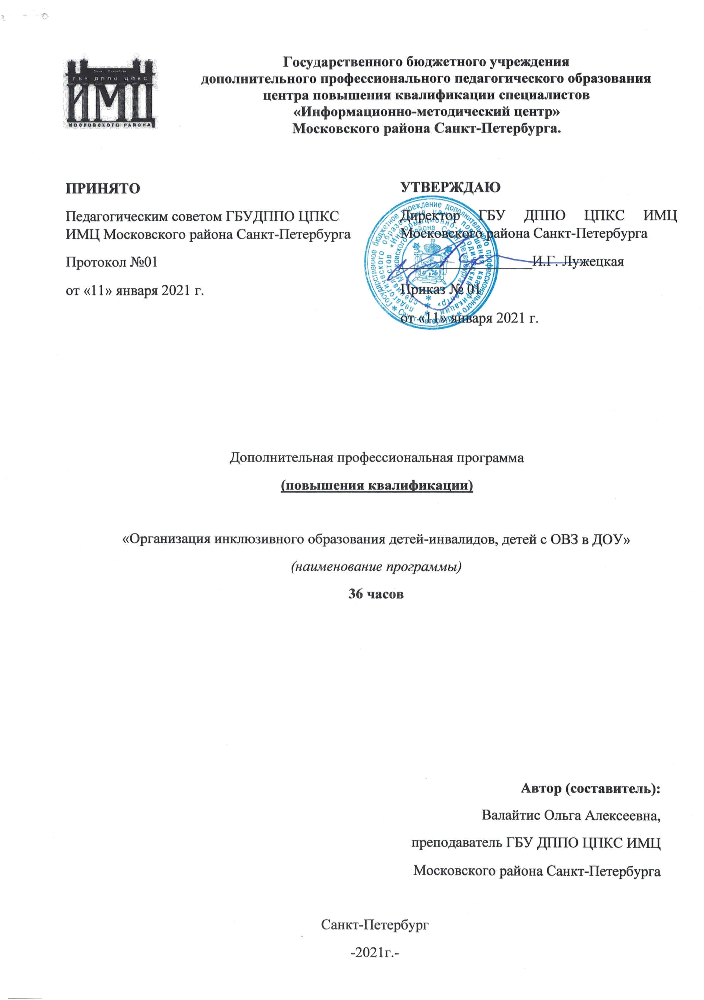 Санкт-Петербург
ГБУ ДППО ЦПКС
ИМЦ
МОСКОВСКОГО РАЙОНА
Государственного бюджетного учреждения
дополнительного профессионального педагогического образования
центра повышения квалификации специалистов
«Информационно-методический центр»
Московского района Санкт-Петербурга.
ПРИНЯТО
Педагогическим советом ГБУДППО ЦПКС
ИМЦ Московского района Санкт-Петербурга
Протокол №01
от «11» января 2021 г.
УТВЕРЖДАЮ
Директор ГБУ ДППО ЦПКС ИМЦ
Московского района Санкт-Петербурга
И.Г. Лужецкая
Приказ № 01
от «11» января 2021 г.
Государственное бюджетное учреждение дополнительного профессионального
педагогического образования центр повышения квалификации
специалистов «Информационно-методический центр»
Московского района Санкт-Петербурга
Санкт-Петербург
Дополнительная профессиональная программа
(повышения квалификации)
«Организация инклюзивного образования детей-инвалидов, детей с ОВЗ в ДОУ»
(наименование программы)
36 часов
Автор (составитель):
Валайтис Ольга Алексеевна,
преподаватель ГБУ ДППО ЦПКС ИМЦ
Московского района Санкт-Петербурга
Санкт-Петербург
-2021г.-